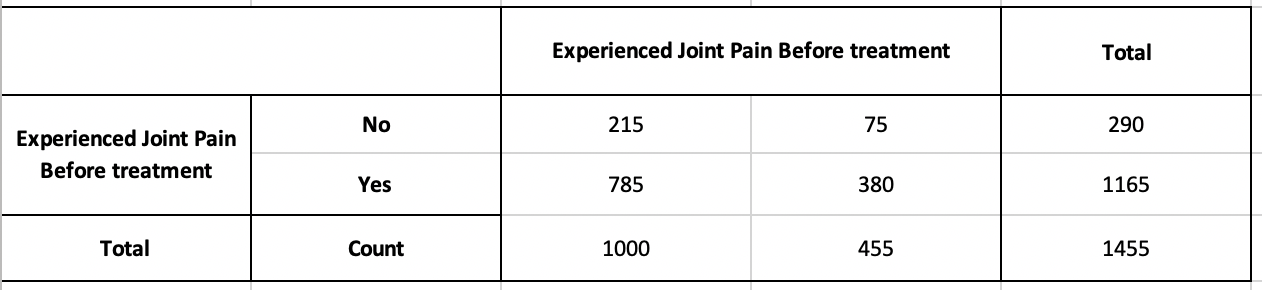 Experienced Joint Pain Before treatment Total
Experienced Joint Pain
Before treatment
No 215 75 290
Yes 785 380 1165
Total Count 1000 455 1455